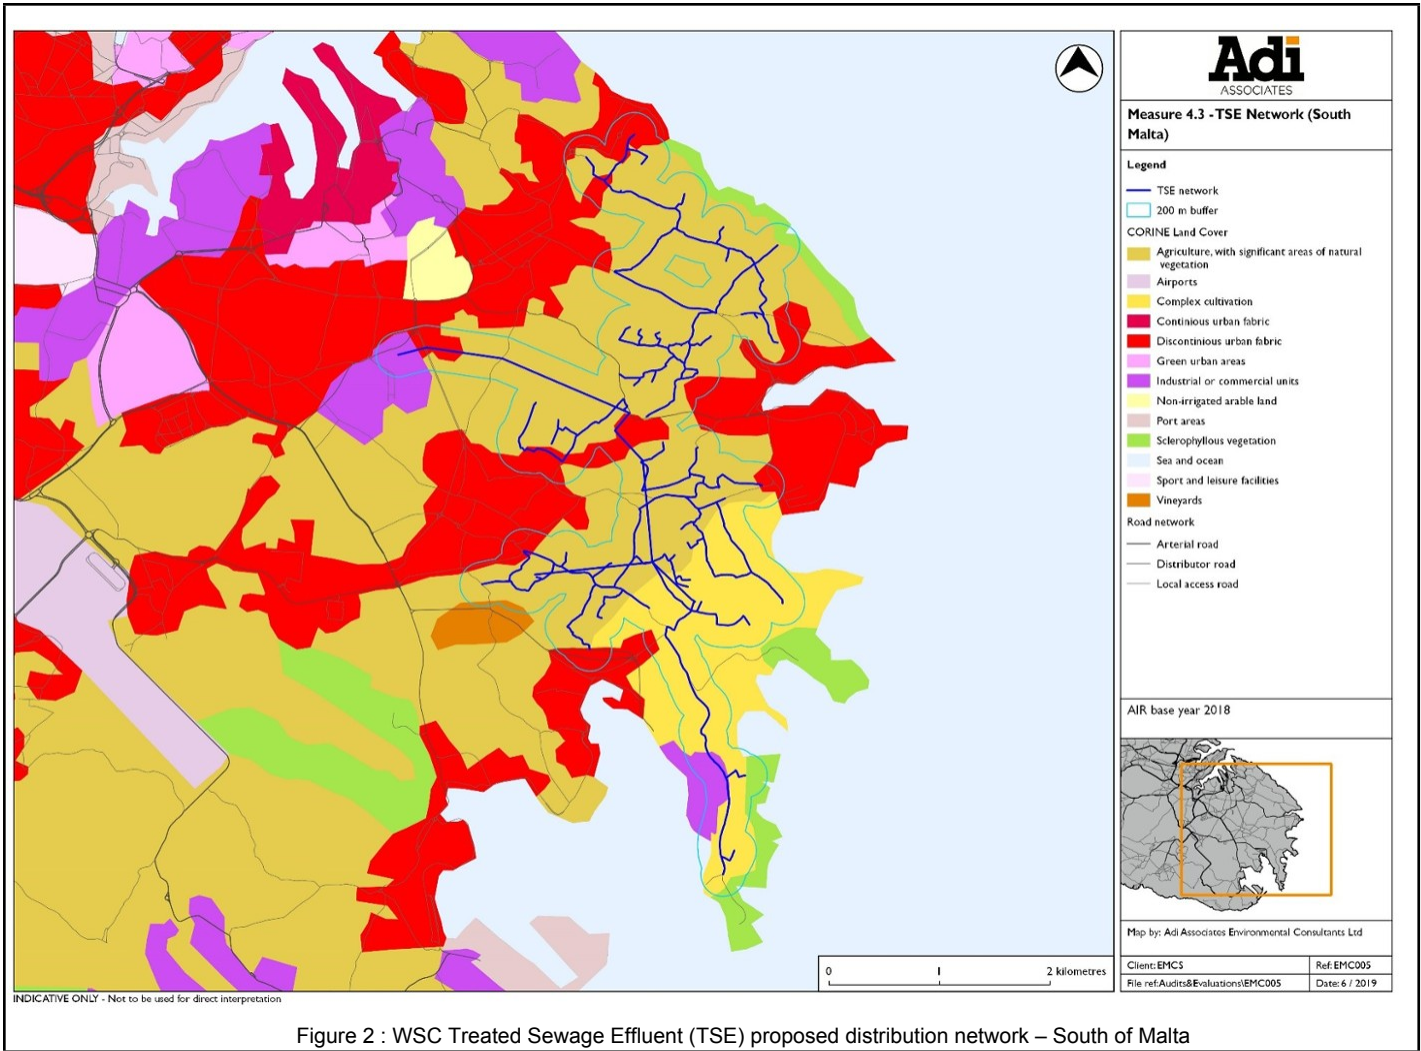 Adi
ASSOCIATES
Measure 4.3 -TSE Network (South
Malta)
Legend
TSE network
200 m buffer
CORINE Land Cover
Agriculture, with significant areas of natural
vegetation
Airports
Complex cultivation
Continious urban fabric
Discontinious urban fabric
Green urban areas
Industrial or commercial units
Non-irrigated arable land
Port areas
Sclerophyllous vegetation
Sea and ocean
Sport and leisure facilities
Vineyards
Road network
Arterial road
Distributor road
Local access road
AIR base year 2018
Map by: Adi Associates Environmental Consultants Ltd
Client: EMCS
Ref: EMC005
File ref:Audits&Evaluations\EMC005
Date: 6 / 2019
0 1 2 kilometres
INDICATIVE ONLY - Not to be used for direct interpretation
Figure 2 : WSC Treated Sewage Effluent (TSE) proposed distribution network – South of Malta